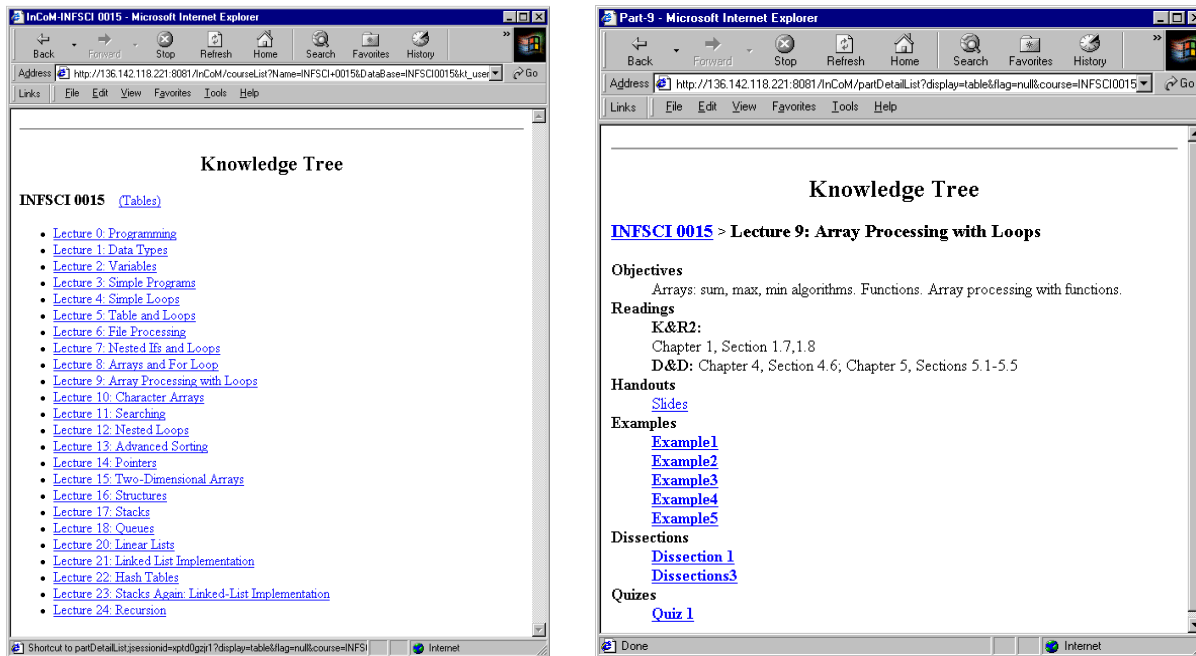 InCoM-INFSCI 0015 - Microsoft Internet Explorer
Back Forward Stop Refresh Home Search Favorites History »
Address http://136.142.118.221:8081/InCoM/courseList?Name=INFSCI+0015&DataBase=INFSCI0015&kt_user Go
Links File Edit View Favorites Tools Help
Knowledge Tree
INFSCI 0015 (Tables)
• Lecture 0: Programming
• Lecture 1: Data Types
• Lecture 2: Variables
• Lecture 3: Simple Programs
• Lecture 4: Simple Loops
• Lecture 5: Table and Loops
• Lecture 6: File Processing
• Lecture 7: Nested Ifs and Loops
• Lecture 8: Arrays and For Loop
• Lecture 9: Array Processing with Loops
• Lecture 10: Character Arrays
• Lecture 11: Searching
• Lecture 12: Nested Loops
• Lecture 13: Advanced Sorting
• Lecture 14: Pointers
• Lecture 15: Two-Dimensional Arrays
• Lecture 16: Structures
• Lecture 17: Stacks
• Lecture 18: Queues
• Lecture 20: Linear Lists
• Lecture 21: Linked List Implementation
• Lecture 22: Hash Tables
• Lecture 23: Stacks Again: Linked-List Implementation
• Lecture 24: Recursion
Shortcut to partDetailList;jsessionid=xptd0gzjr1?display=table&flag=null&course=INFSI Internet
Part-9 - Microsoft Internet Explorer
Back Forward Stop Refresh Home Search Favorites History »
Address http://136.142.118.221:8081/InCoM/partDetailList?display=table&flag=null&course=INFSCI0015 Go
Links File Edit View Favorites Tools Help
Knowledge Tree
INFSCI 0015 > Lecture 9: Array Processing with Loops
Objectives
Arrays: sum, max, min algorithms. Functions. Array processing with functions.
Readings
K&R2:
Chapter 1, Section 1.7,1.8
D&D: Chapter 4, Section 4.6; Chapter 5, Sections 5.1-5.5
Handouts
Slides
Examples
Example1
Example2
Example3
Example4
Example5
Dissections
Dissection 1
Dissections3
Quizes
Quiz 1
Done Internet